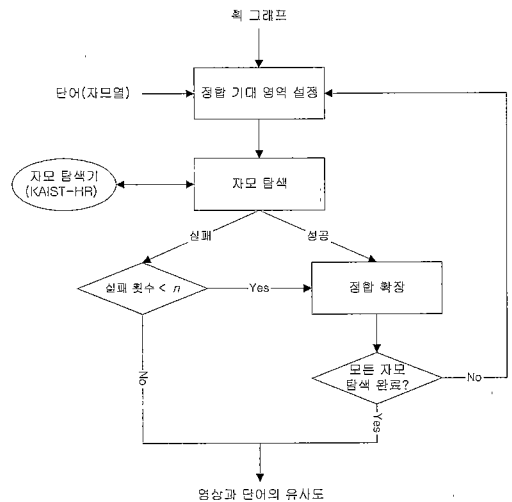 획 그래프
단어(자모열)
정합 기대 영역 설정
자모 탐색기
(KAIST-HR)
자모 탐색
실패
성공
실패 횟수 < n
Yes
정합 확장
No
모든 자모
탐색 완료?
No
Yes
영상과 단어의 유사도